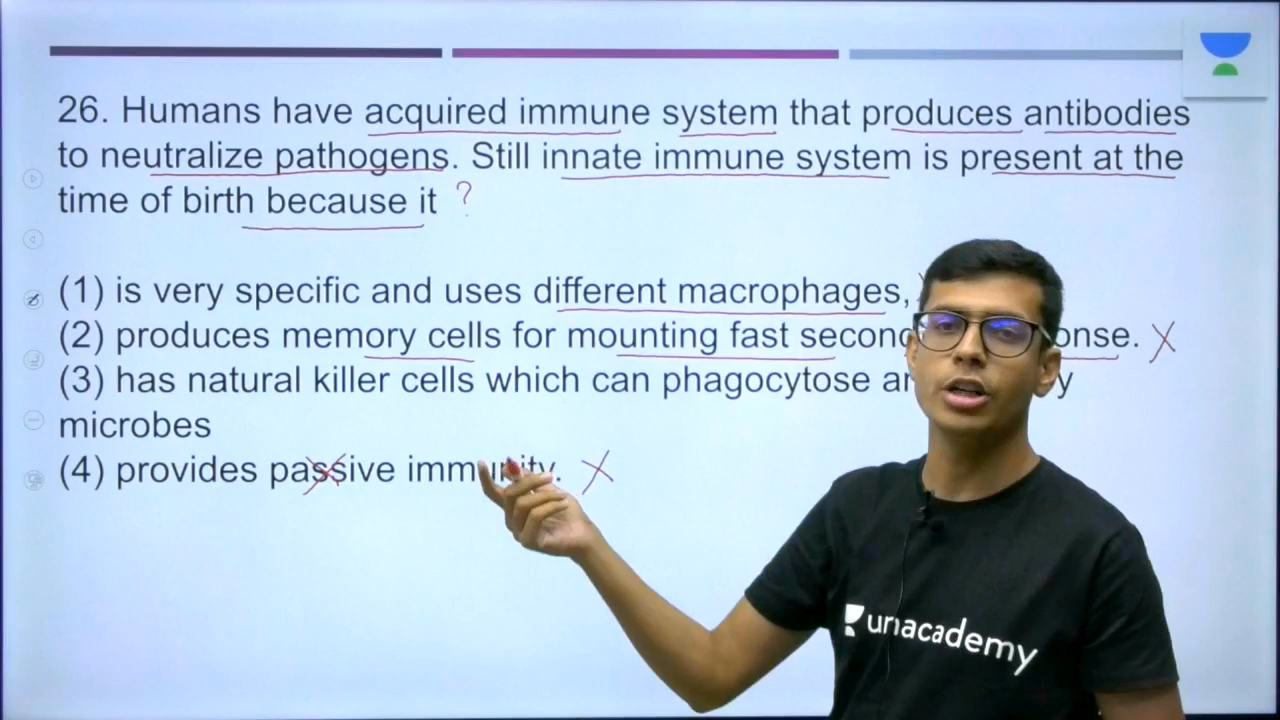 26. Humans have acquired immune system that produces antibodies
to neutralize pathogens. Still innate immune system is present at the
time of birth because it ?
(1) is very specific and uses different macrophages,
(2) produces memory cells for mounting fast onse.
(3) has natural killer cells which can phagocytose
microbes
(4) provides passive immunity.
unacademy